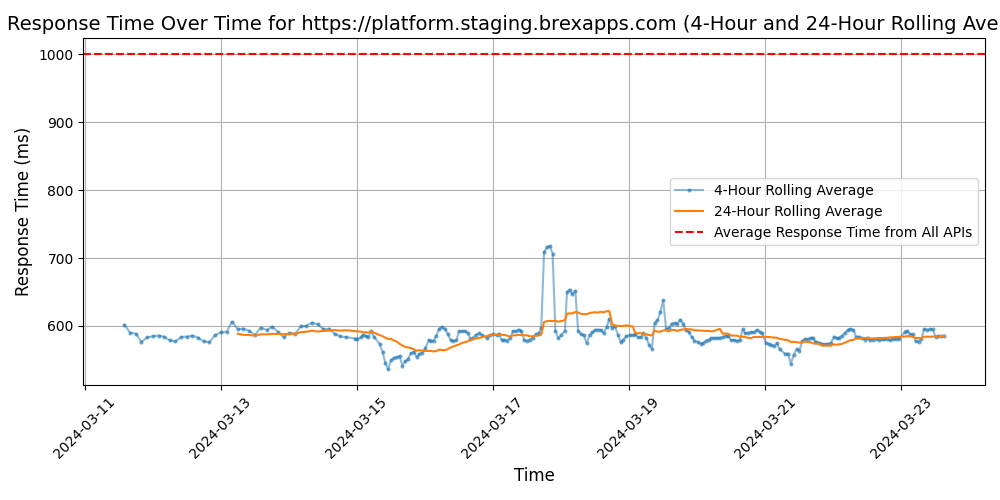 Response Time Over Time for https://platform.staging.brexapps.com (4-Hour and 24-Hour Rolling Ave
1000
900
800
700
600
Response Time (ms)
4-Hour Rolling Average
24-Hour Rolling Average
Average Response Time from All APIs
2024-03-11
2024-03-13
2024-03-15
2024-03-17
2024-03-19
2024-03-21
2024-03-23
Time